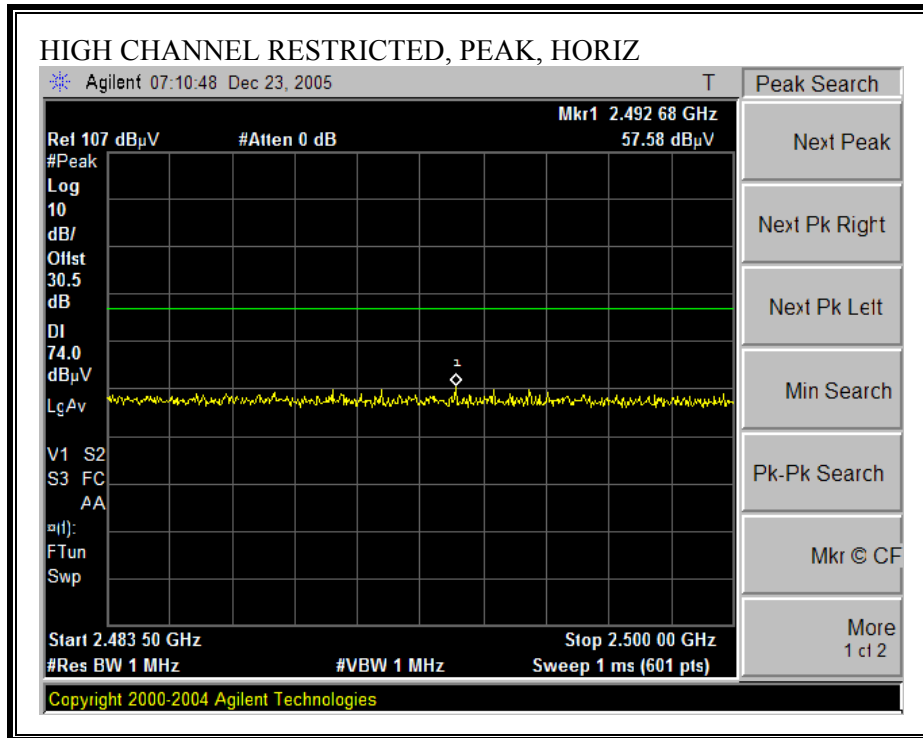 HIGH CHANNEL RESTRICTED, PEAK, HORIZ
Agilent 07:10:48 Dec 23, 2005 T
Peak Search
Mkr1 2.492 68 GHz
Ref 107 dBµV #Atten 0 dB 57.58 dBµV
#Peak
Log
10
dB/
Offst
30.5
dB
DI
74.0
dBµV
LgAv
V1 S2
S3 FC
AA
¤(f):
FTun
Swp
1
Start 2.483 50 GHz Stop 2.500 00 GHz
#Res BW 1 MHz #VBW 1 MHz Sweep 1 ms (601 pts)
Copyright 2000-2004 Agilent Technologies
Next Peak
Next Pk Right
Next Pk Left
Min Search
Pk-Pk Search
Mkr © CF
More
1 of 2